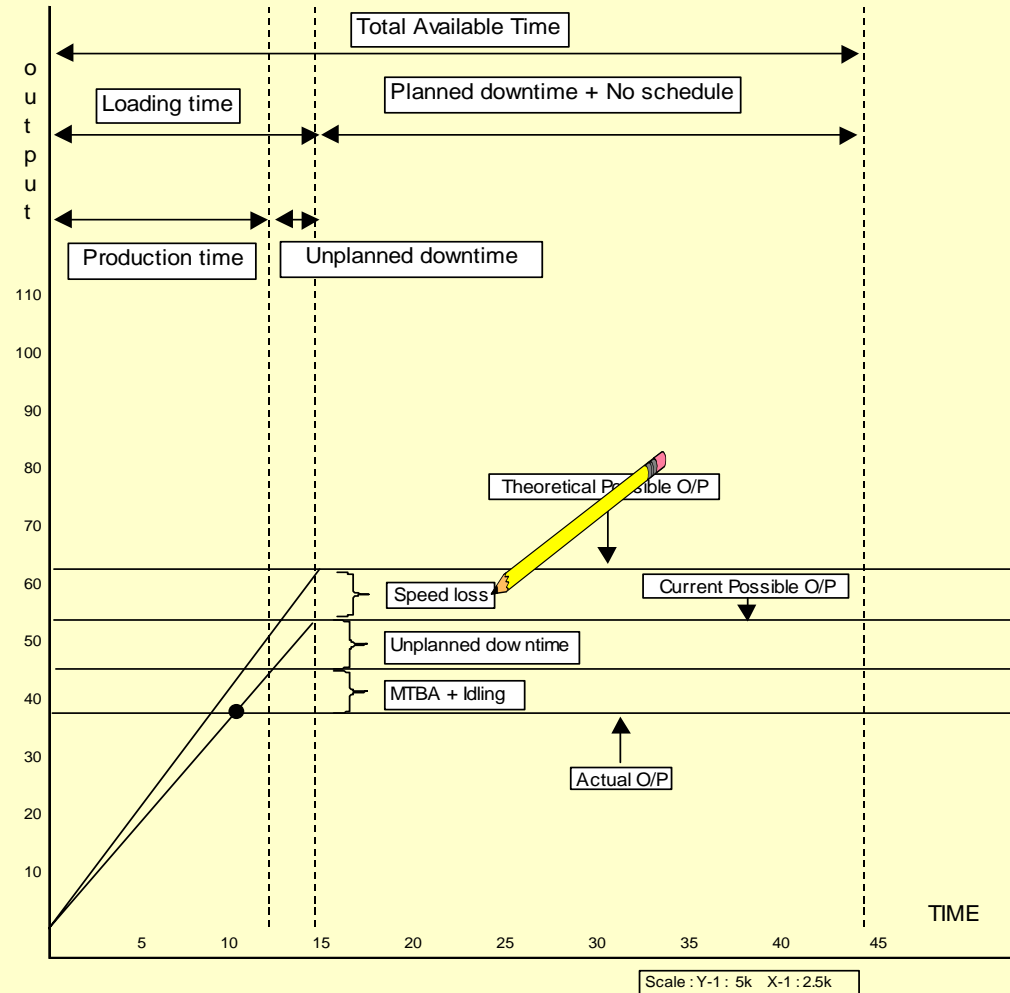 Total Available Time
output
Planned downtime + No schedule
Loading time
Production time
Unplanned downtime
110
100
90
80
Theoretical Possible O/P
70
60
Speed loss
Current Possible O/P
50
Unplanned downtime
40
MTBA + Idling
30
Actual O/P
20
10
TIME
5 10 15 20 25 30 35 40 45
Scale : Y-1 : 5k X-1 : 2.5k